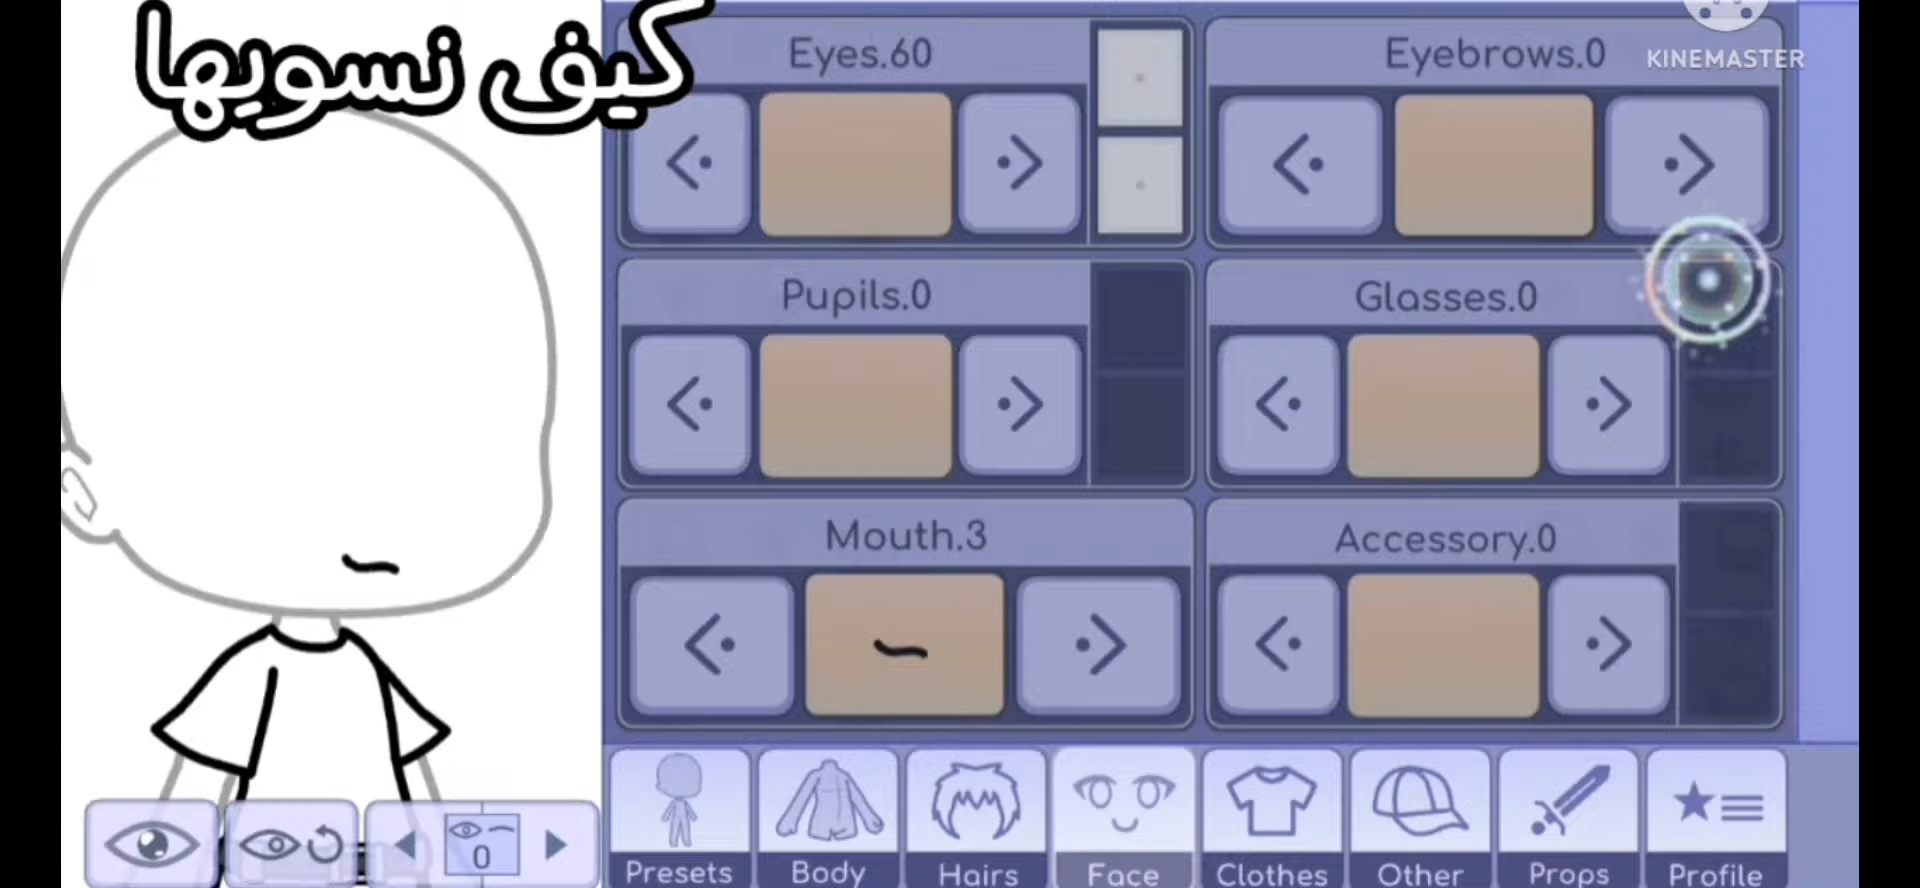 كيف نسويها
KINEMASTER
Eyes.60
Eyebrows.0
Pupils.0
Glasses.0
Mouth.3
Accessory.0
0
Presets
Body
Hairs
Face
Clothes
Other
Props
Profile